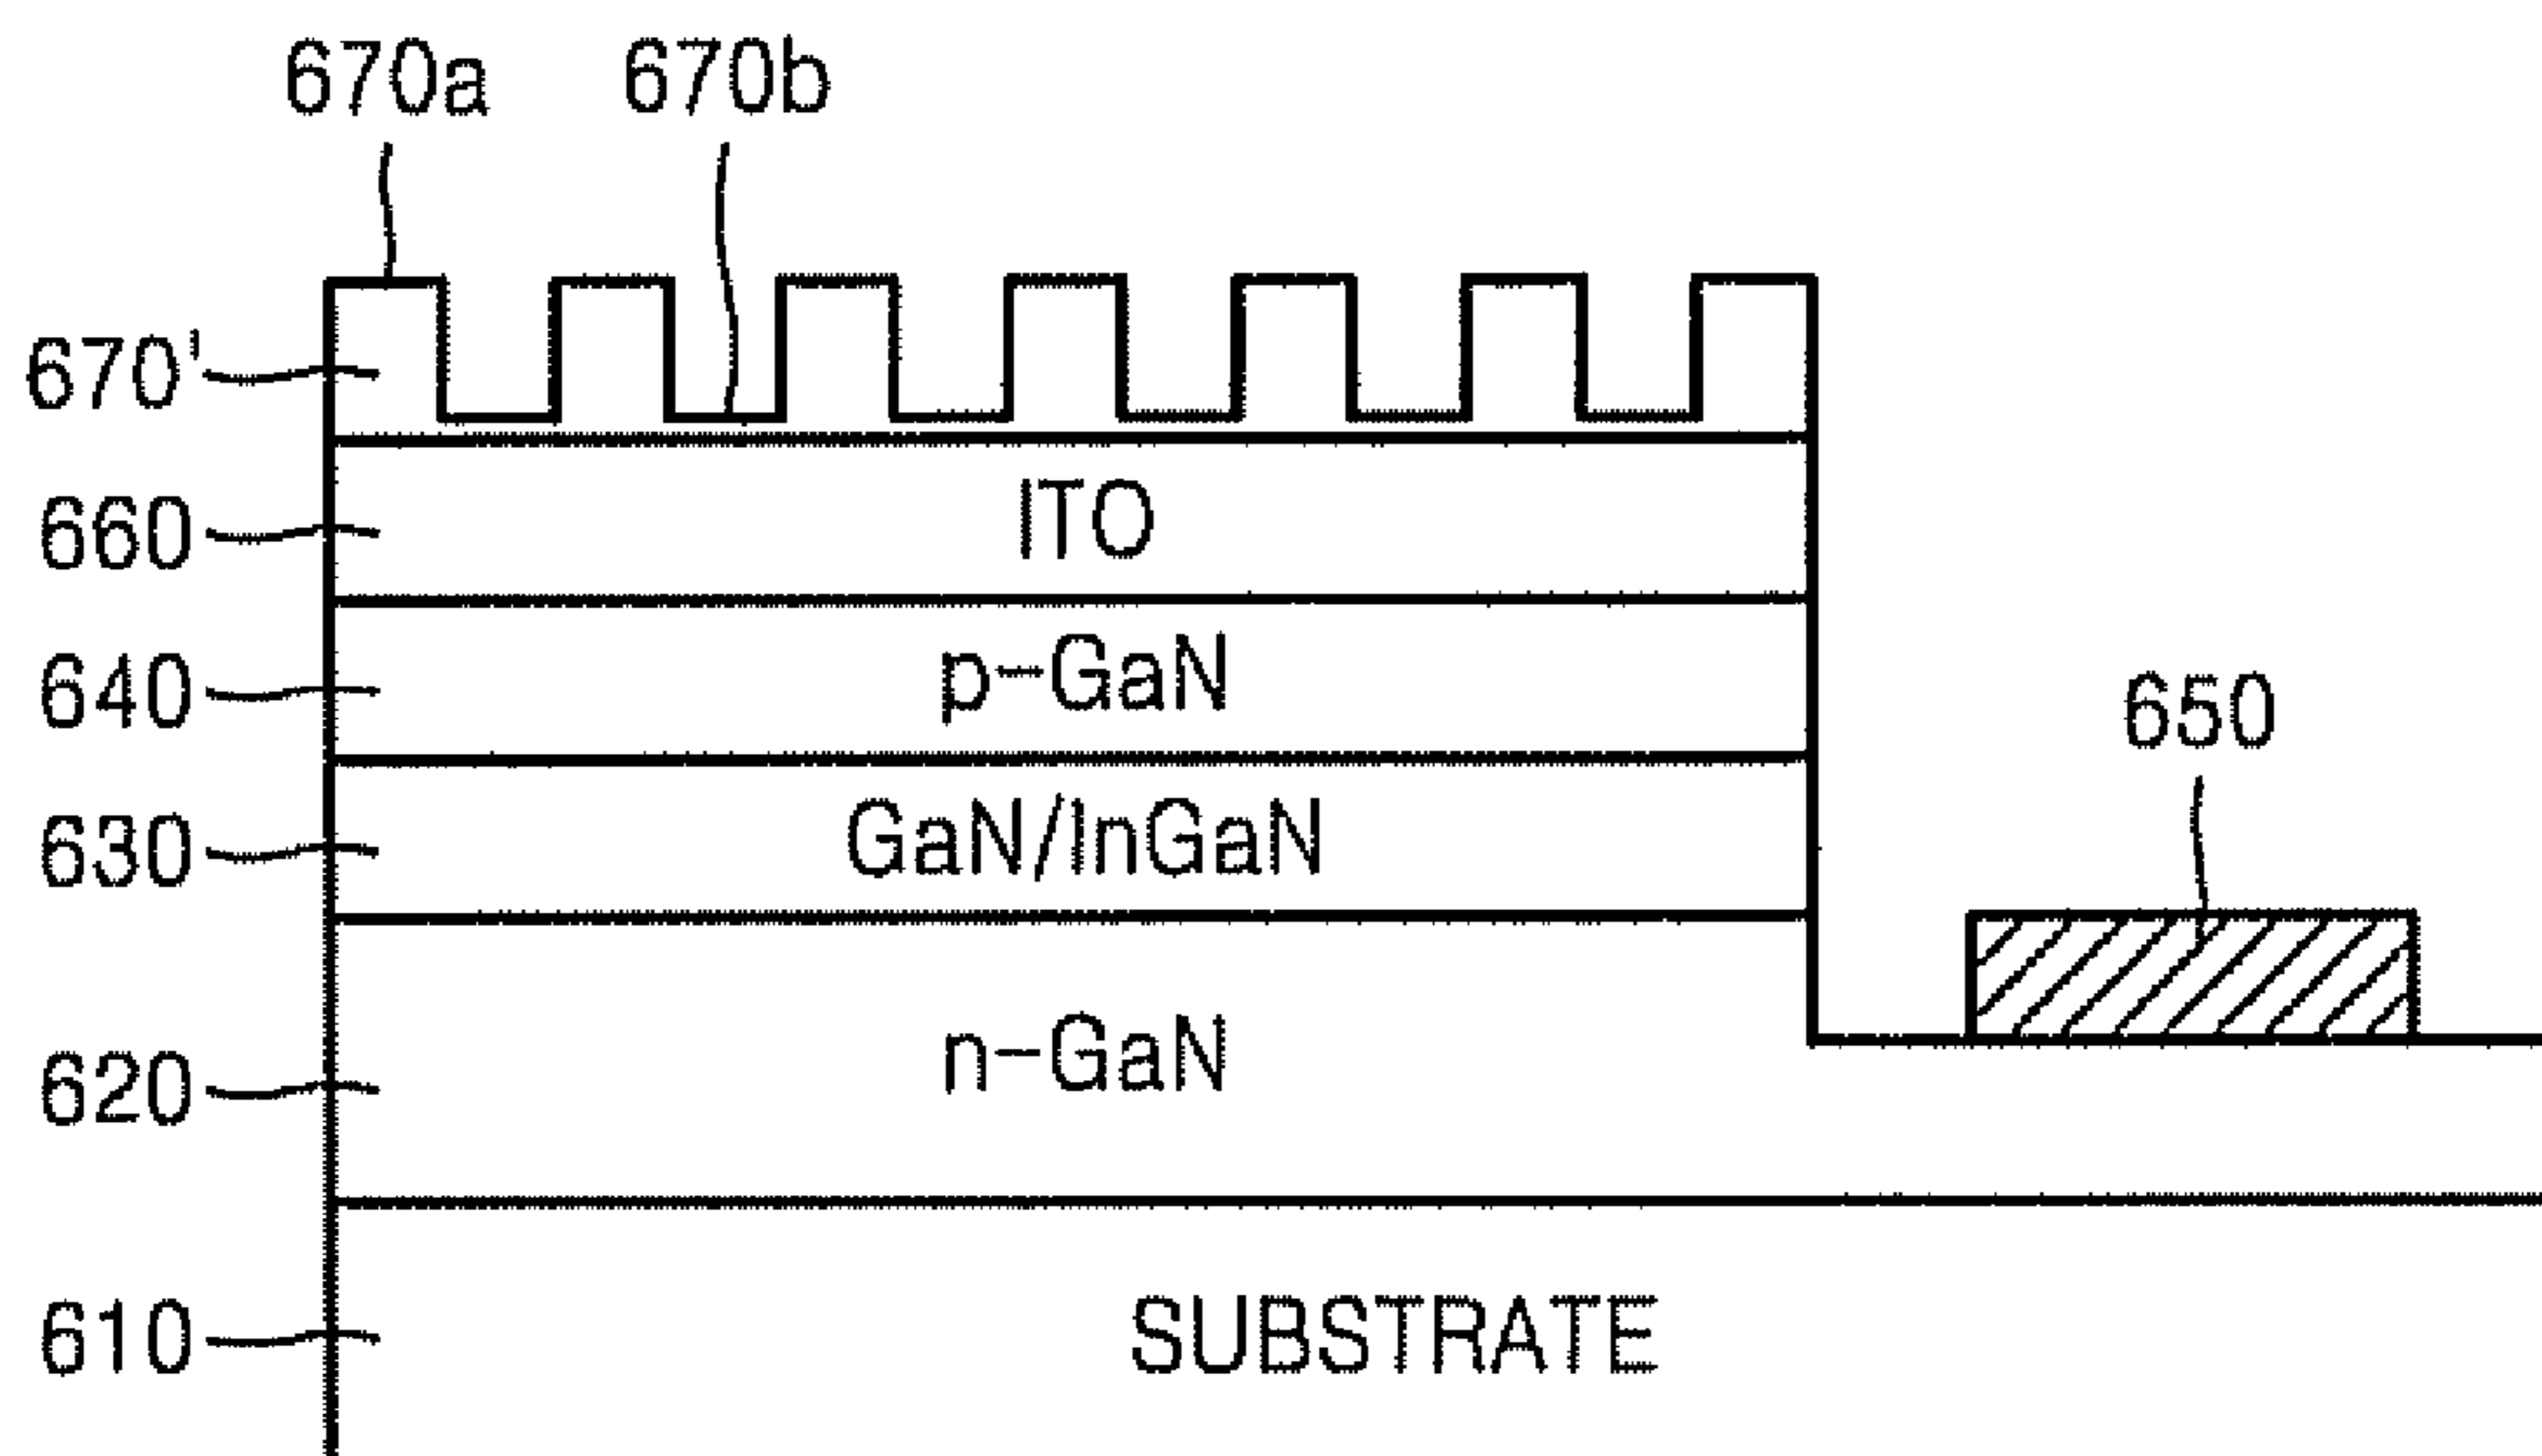 670a 670b
670'
660 ITO
640 p-GaN
650
630 GaN/InGaN
620 n-GaN
610 SUBSTRATE